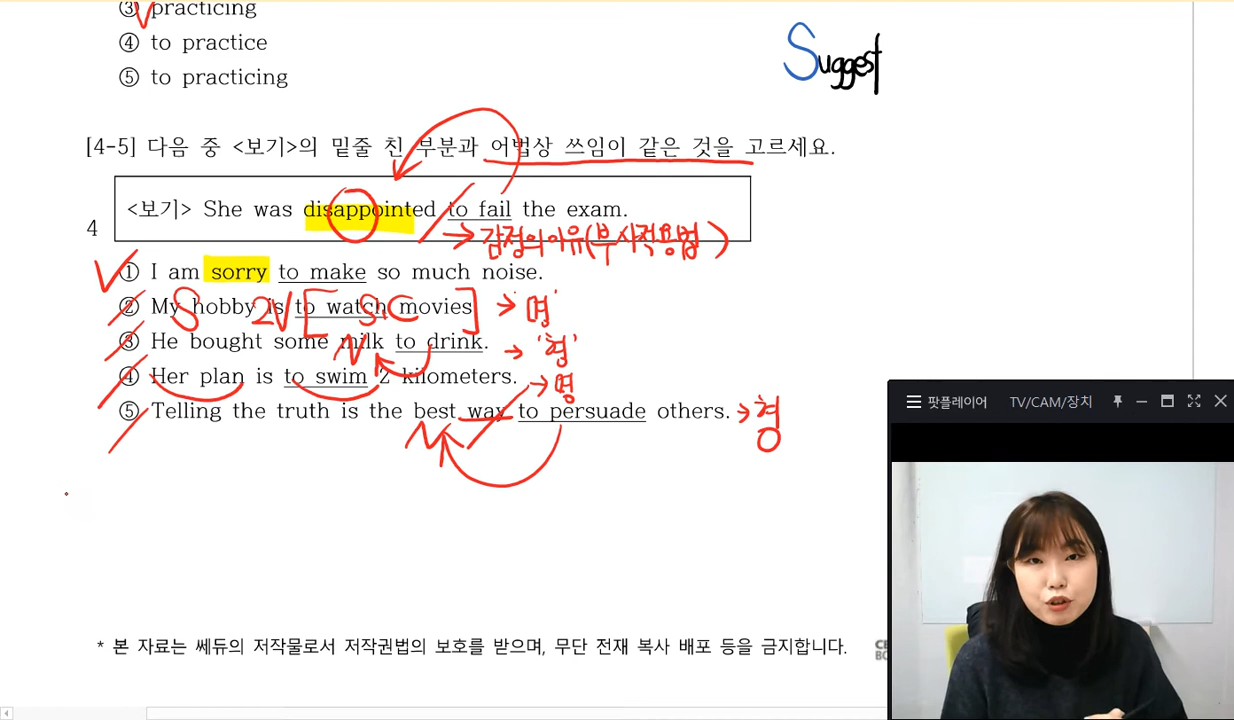 ③ practicing
④ to practice
⑤ to practicing
Suggest
[4-5] 다음 중 <보기>의 밑줄 친 부분과 어법상 쓰임이 같은 것을 고르세요.
<보기> She was disappointed to fail the exam.
4
→ 감정의 이유(부사적용법)
① I am sorry to make so much noise.
② My hobby is to watch movies → '명'
S 2V [ SC ]
③ He bought some milk to drink. → '형'
N
④ Her plan is to swim 2 kilometers. → 명
⑤ Telling the truth is the best way to persuade others. → 형
N
팟플레이어 TV/CAM/장치
* 본 자료는 쎄듀의 저작물로서 저작권법의 보호를 받으며, 무단 전재 복사 배포 등을 금지합니다.